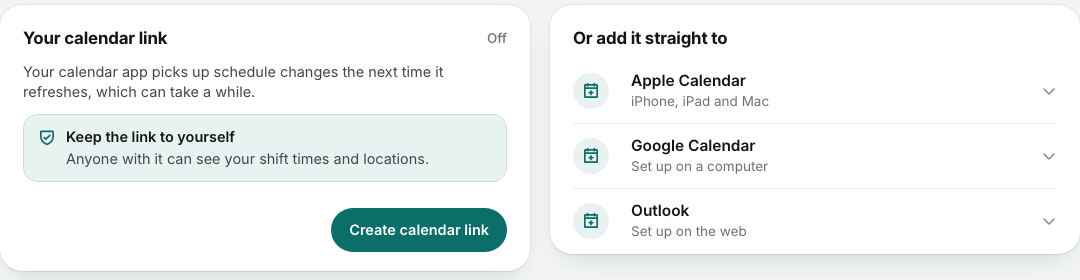 Your calendar link
Off
Your calendar app picks up schedule changes the next time it
refreshes, which can take a while.
Keep the link to yourself
Anyone with it can see your shift times and locations.
Create calendar link
Or add it straight to
Apple Calendar
iPhone, iPad and Mac
Google Calendar
Set up on a computer
Outlook
Set up on the web